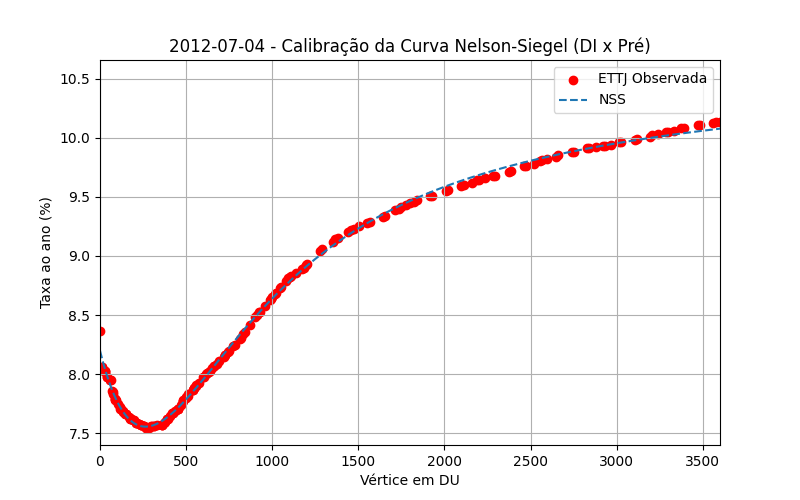 2012-07-04 - Calibração da Curva Nelson-Siegel (DI x Pré)
10.5
10.0
9.5
9.0
8.5
8.0
7.5
Taxa ao ano (%)
ETTJ Observada
NSS
0 500 1000 1500 2000 2500 3000 3500
Vértice em DU